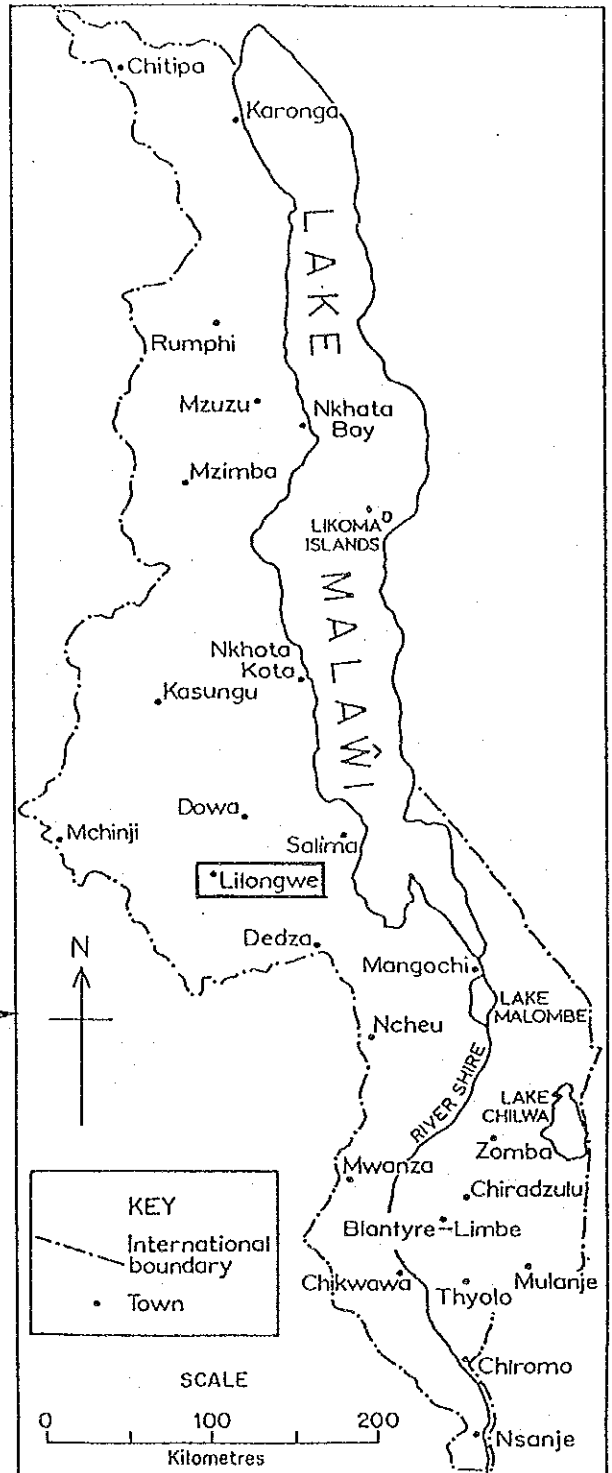 Chitipa
Karonga
LAKE
Rumphi
Mzuzu
Nkhata
Bay
Mzimba
LIKOMA
ISLANDS
MALAŴI
Nkhota
Kota
Kasungu
Dowa
Mchinji
Salima
Lilongwe
Dedza
N
Mangochi
LAKE
MALOMBE
Ncheu
RIVER SHIRE
LAKE
CHILWA
Zomba
Mwanza
Chiradzulu
Blantyre-Limbe
Chikwawa
Thyolo
Mulanje
Chiromo
Nsanje
KEY
International
boundary
Town
SCALE
0 100 200
Kilometres